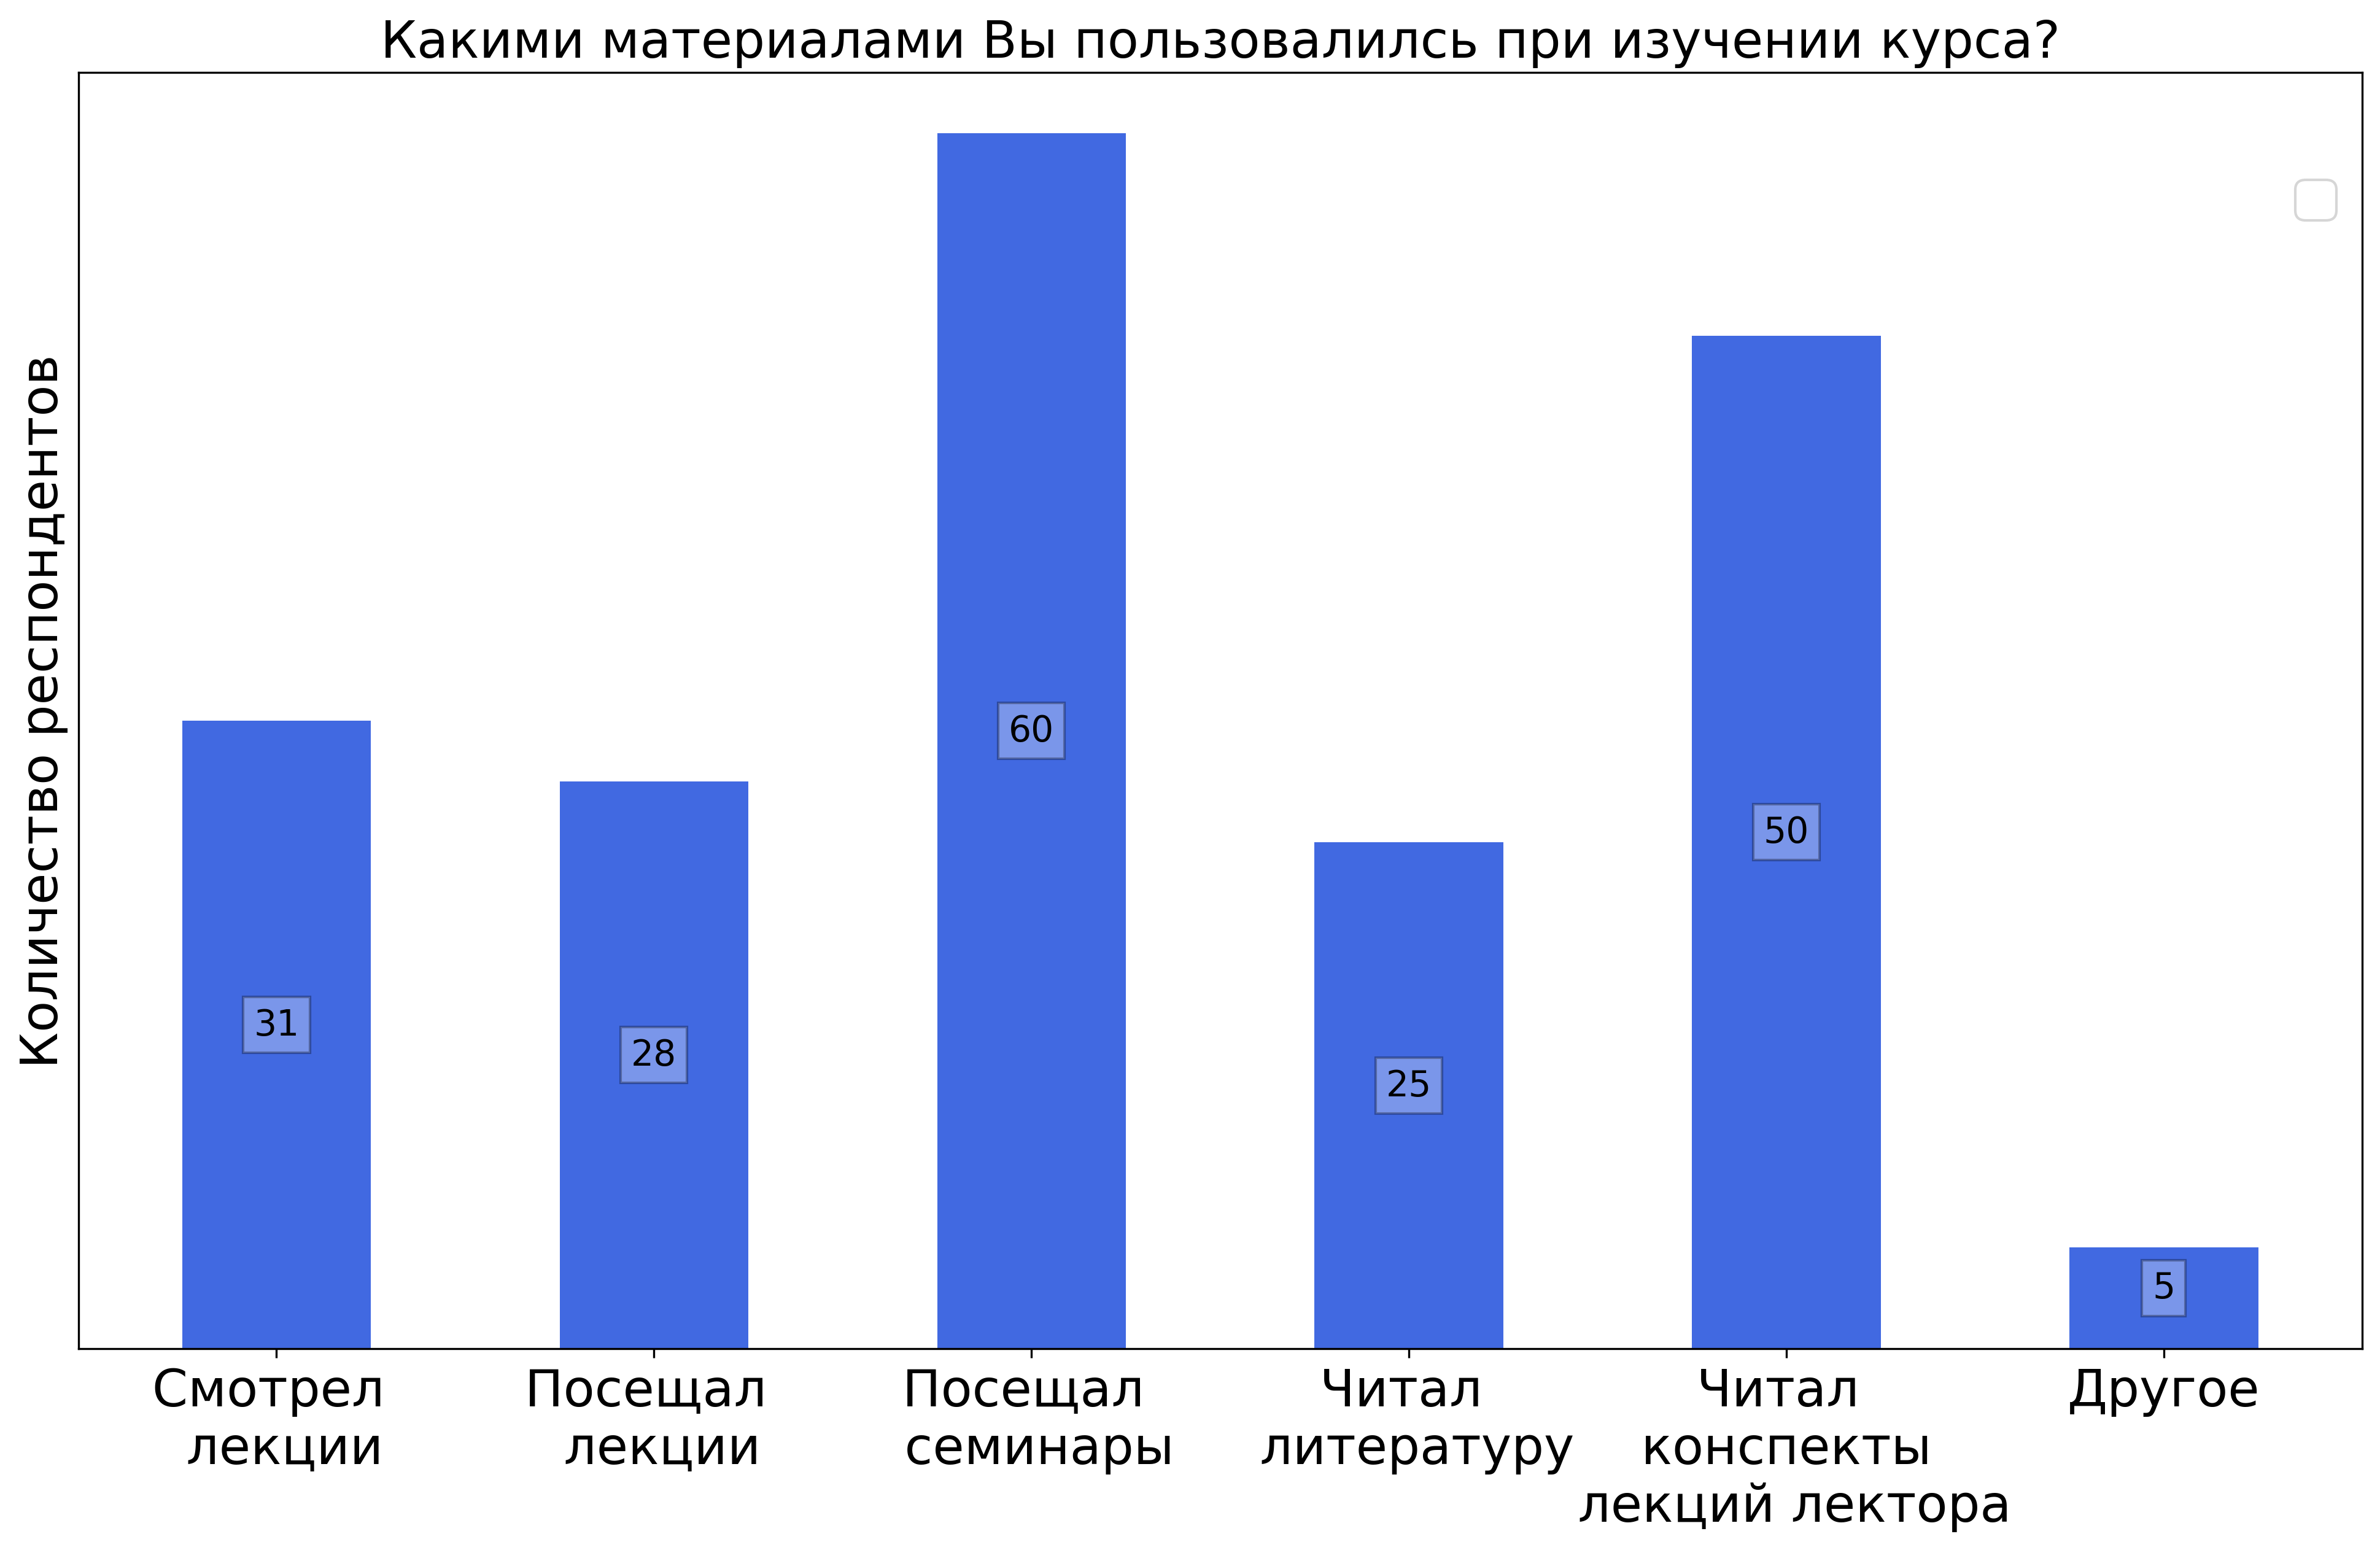 Какими материалами Вы пользовалилсь при изучении курса?
Количество респондентов
31
28
60
25
50
5
Смотрел
лекции
Посещал
лекции
Посещал
семинары
Читал
литературу
Читал
конспекты
лекций лектора
Другое